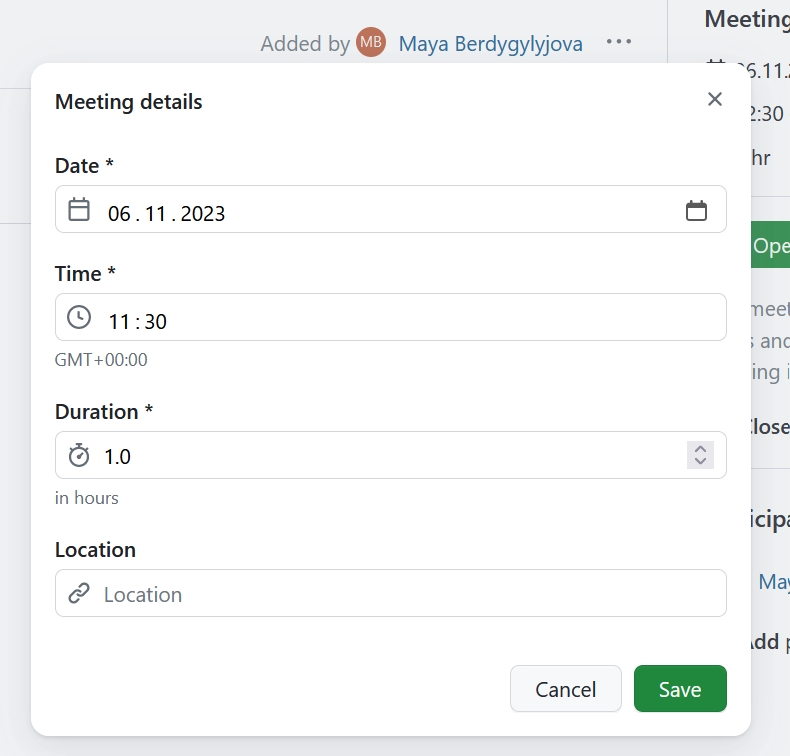 Added by MB Maya Berdygylyjova ...
Meeting
Meeting details
Date *
06 . 11 . 2023
Time *
11 : 30
GMT+00:00
Duration *
1.0
in hours
Location
Location
Cancel
Save
06.11.
2:30
hr
Ope
meet
s and
ing i
Close
icipa
May
Add p